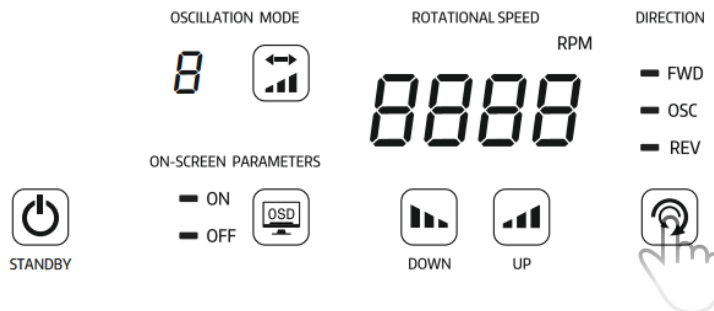 OSCILLATION MODE
8
ROTATIONAL SPEED
RPM
8888
DIRECTION
FWD
OSC
REV
ON-SCREEN PARAMETERS
ON
OFF
OSD
STANDBY
DOWN
UP